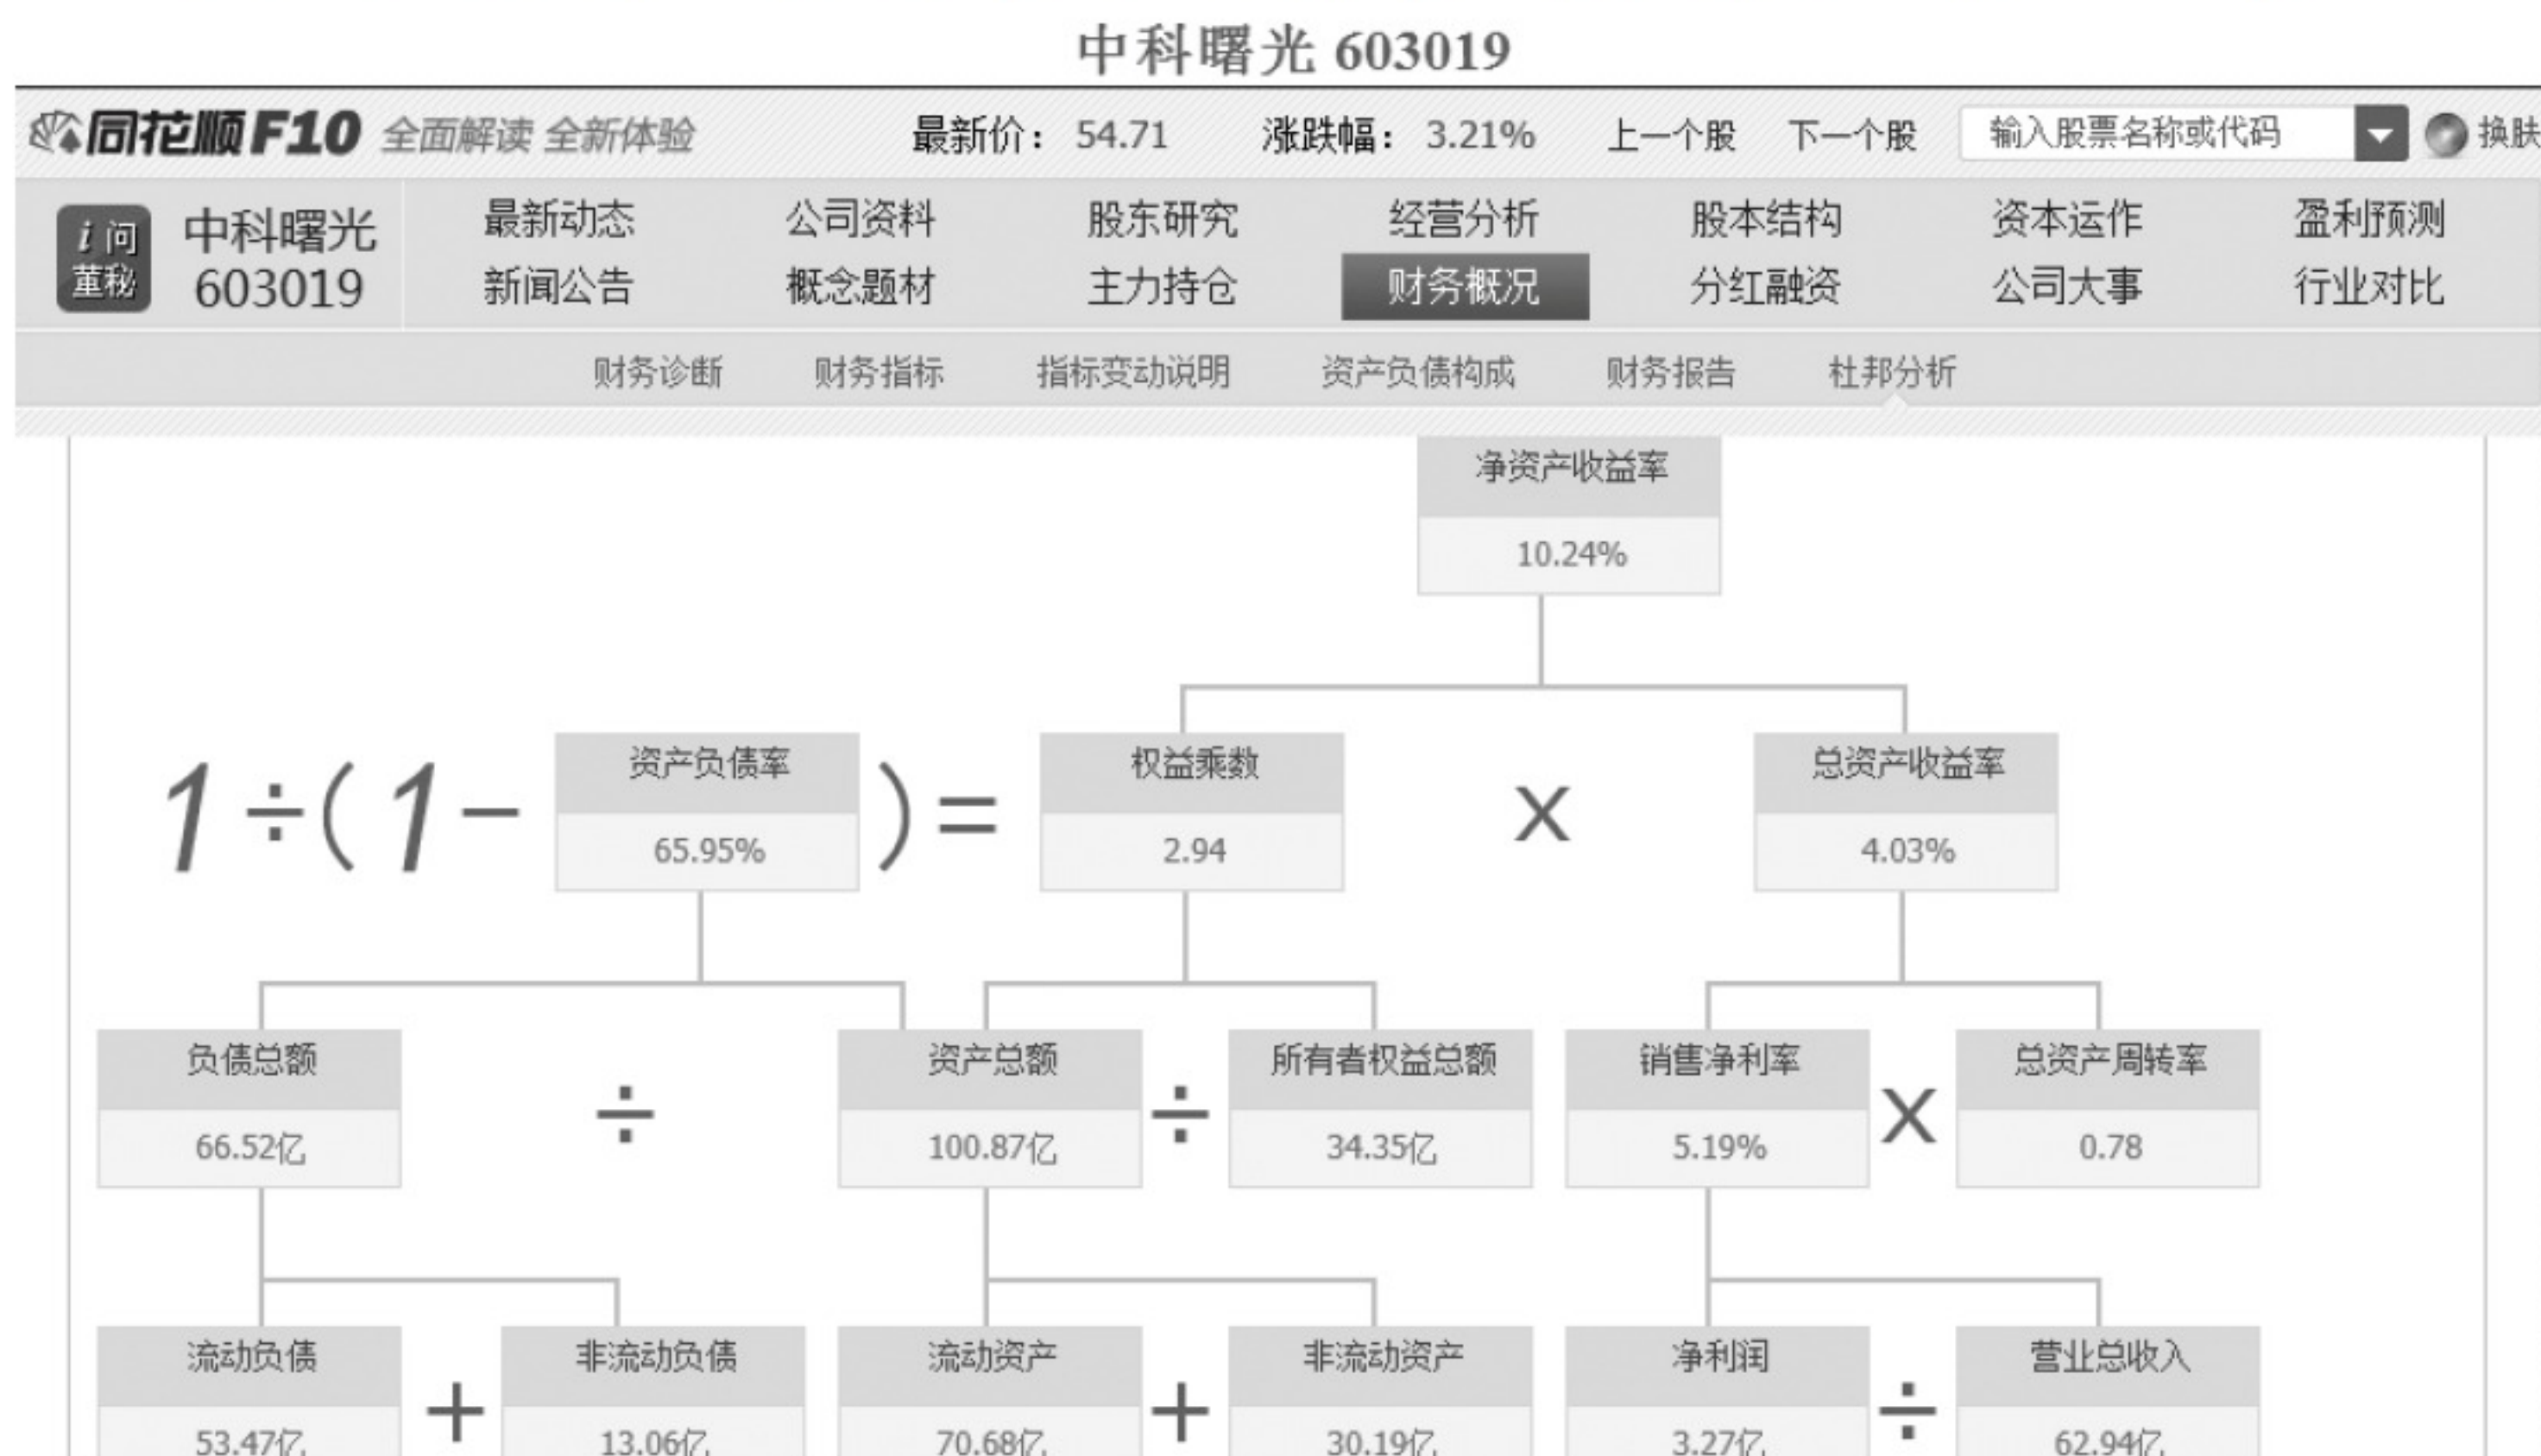 中科曙光 603019
同花顺F10 全面解读 全新体验 最新价： 54.71 涨跌幅： 3.21% 上一个股 下一个股 输入股票名称或代码 换肤
i问董秘
中科曙光
603019
最新动态 公司资料 股东研究 经营分析 股本结构 资本运作 盈利预测
新闻公告 概念题材 主力持仓 财务概况 分红融资 公司大事 行业对比
财务诊断 财务指标 指标变动说明 资产负债构成 财务报告 杜邦分析
净资产收益率
10.24%
资产负债率 权益乘数 总资产收益率
1÷(1− 65.95% )= 2.94 x 4.03%
负债总额 资产总额 所有者权益总额 销售净利率 总资产周转率
66.52亿 ÷ 100.87亿 ÷ 34.35亿 5.19% x 0.78
流动负债 非流动负债 流动资产 非流动资产 净利润 营业总收入
53.47亿 + 13.06亿 70.68亿 + 30.19亿 3.27亿 ÷ 62.94亿